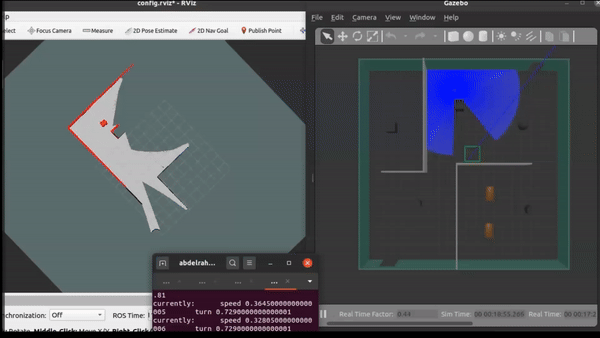 config.rviz* - RViz
Gazebo
elp
elect Focus Camera Measure 2D Pose Estimate 2D Nav Goal Publish Point
File Edit Camera View Window Help
abdelrah...
.81
currently: speed 0.36450000000000
005 turn 0.7290000000000001
currently: speed 0.32805000000000
006 turn 0.7290000000000001
nchronization: Off ROS Time:
Real Time Factor: 0.44 Sim Time: 00 00:18:55.268 Real Time: 00 00:17:2